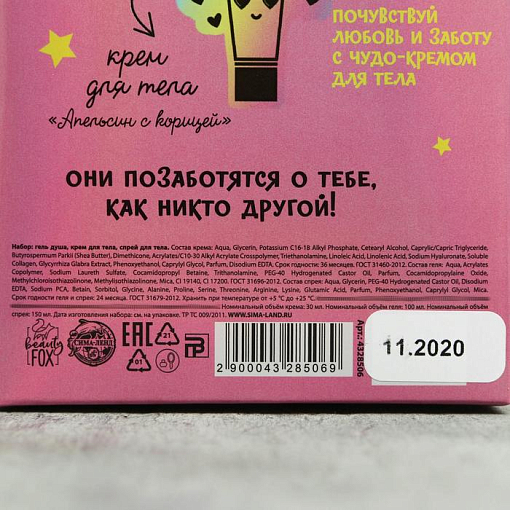 ПОЧУВСТВУЙ
ЛЮБОВЬ И ЗАБОТУ
С ЧУДО-КРЕМОМ
ДЛЯ ТЕЛА
крем
для тела
«Апельсин с корицей»
ОНИ ПОЗАБОТЯТСЯ О ТЕБЕ,
КАК НИКТО ДРУГОЙ!
Набор: гель душа, крем для тела, спрей для тела. Состав крема: Aqua, Glycerin, Potassium C16-18 Alkyl Phosphate, Cetearyl Alcohol, Caprylic/Capric Triglyceride,
Butyrospermum Parkii (Shea Butter), Dimethicone, Acrylates/C10-30 Alkyl Acrylate Crosspolymer, Triethanolamine, Linoleic Acid, Linolenic Acid, Sodium Hyaluronate, Soluble
Collagen, Glycyrrhiza Glabra Extract, Phenoxyethanol, Caprylyl Glycol, Parfum, Disodium EDTA. Срок годности: 36 месяцев. ГОСТ 31460-2012. Состав геля: Aqua, Acrylates
Copolymer, Sodium Laureth Sulfate, Cocamidopropyl Betaine, Trithanolamine, PEG-40 Hydrogenated Castor Oil, Parfum, Cocamidopropylamine Oxide,
Methylchloroisothiazolinone, Methylisothiazolinone, Mica, CI 19140, CI 17200. ГОСТ 31696-2012. Состав спрея: Aqua, Glycerin, PEG-40 Hydrogenated Castor Oil, Disodium
EDTA, Sodium PCA, Betain, Sorbitol, Glycine, Alanine, Proline, Serine, Threonine, Arginine, Lysine, Glutamic Acid, Parfum, Phenoxyethanol, Caprylyl Glycol, Mica.
Срок годности геля и спрея: 24 месяца. ГОСТ 31679-2012. Хранить при температуре от +5 °С до +25 °С. Номинальный объём крема: 30 мл. Номинальный объём геля: 100 мл.
спрея: 150 мл. Дата изготовления набора: см. на упаковке. ТР ТС 009/2011. WWW.SIMA-LAND.RU
beauty
FOX
СИМА-ЛЕНД
EAC
21
01
PP
2 900043 285069
Арт.: 4328506
11.2020